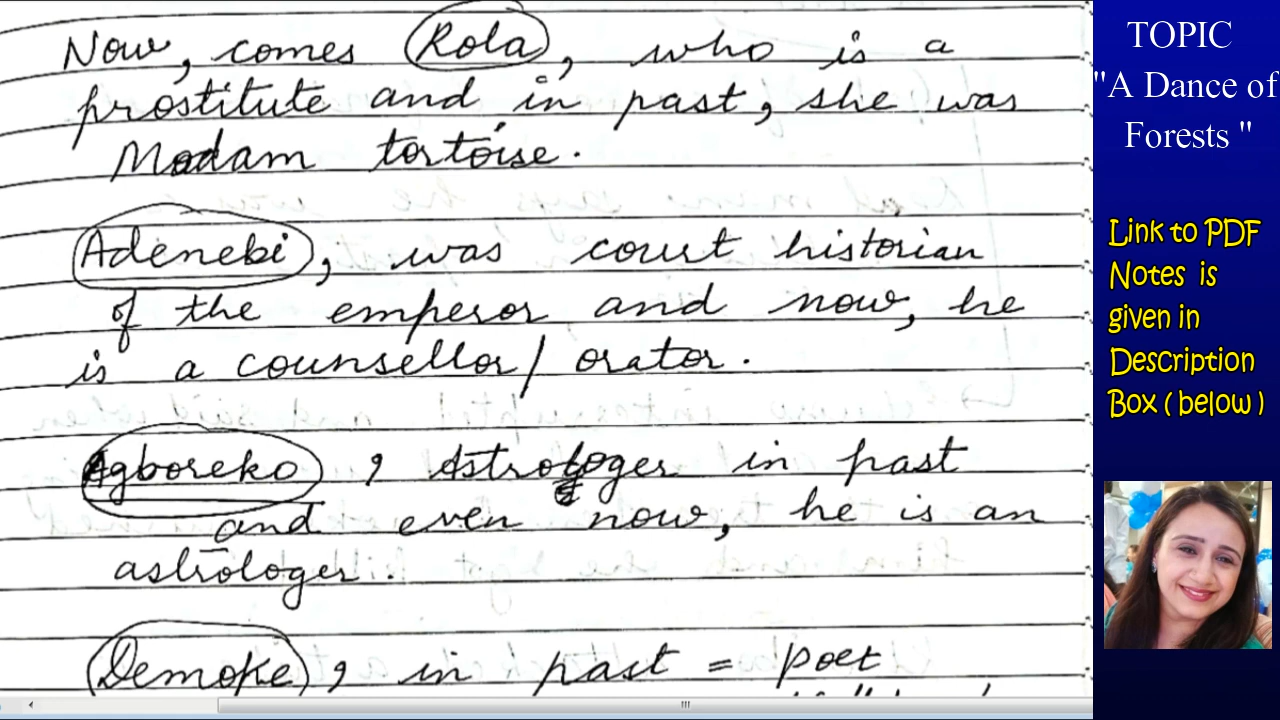 Now, comes Rola, who is a
prostitute and in past, she was
Madam tortoise.
Adenebi, was court historian
of the emperor and now, he
is a counsellor/ orator.
Agboreko, Astrologer in past
and even now, he is an
astrologer.
Demoke, in past = poet
TOPIC
"A Dance of
Forests "
Link to PDF
Notes is
given in
Description
Box ( below )